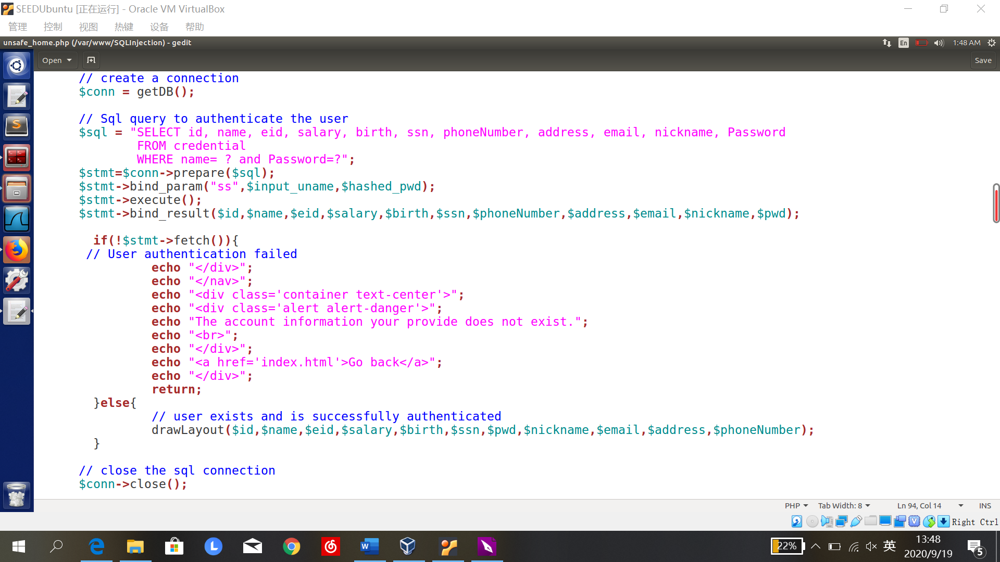 SEEDUbuntu [正在运行] - Oracle VM VirtualBox
管理 控制 视图 热键 设备 帮助
unsafe_home.php (/var/www/SQLInjection) - gedit
En 1:48 AM
Open
Save
// create a connection
$conn = getDB();
// Sql query to authenticate the user
$sql = "SELECT id, name, eid, salary, birth, ssn, phoneNumber, address, email, nickname, Password
FROM credential
WHERE name= ? and Password=?";
$stmt=$conn->prepare($sql);
$stmt->bind_param("ss",$input_uname,$hashed_pwd);
$stmt->execute();
$stmt->bind_result($id,$name,$eid,$salary,$birth,$ssn,$phoneNumber,$address,$email,$nickname,$pwd);
if(!$stmt->fetch()){
// User authentication failed
echo "</div>";
echo "</nav>";
echo "<div class='container text-center'>";
echo "<div class='alert alert-danger'>";
echo "The account information your provide does not exist.";
echo "<br>";
echo "</div>";
echo "<a href='index.html'>Go back</a>";
echo "</div>";
return;
}else{
// user exists and is successfully authenticated
drawLayout($id,$name,$eid,$salary,$birth,$ssn,$pwd,$nickname,$email,$address,$phoneNumber);
}
// close the sql connection
$conn->close();
PHP Tab Width: 8 Ln 94, Col 14 INS
Right Ctrl
22% 英 13:48
2020/9/19
5